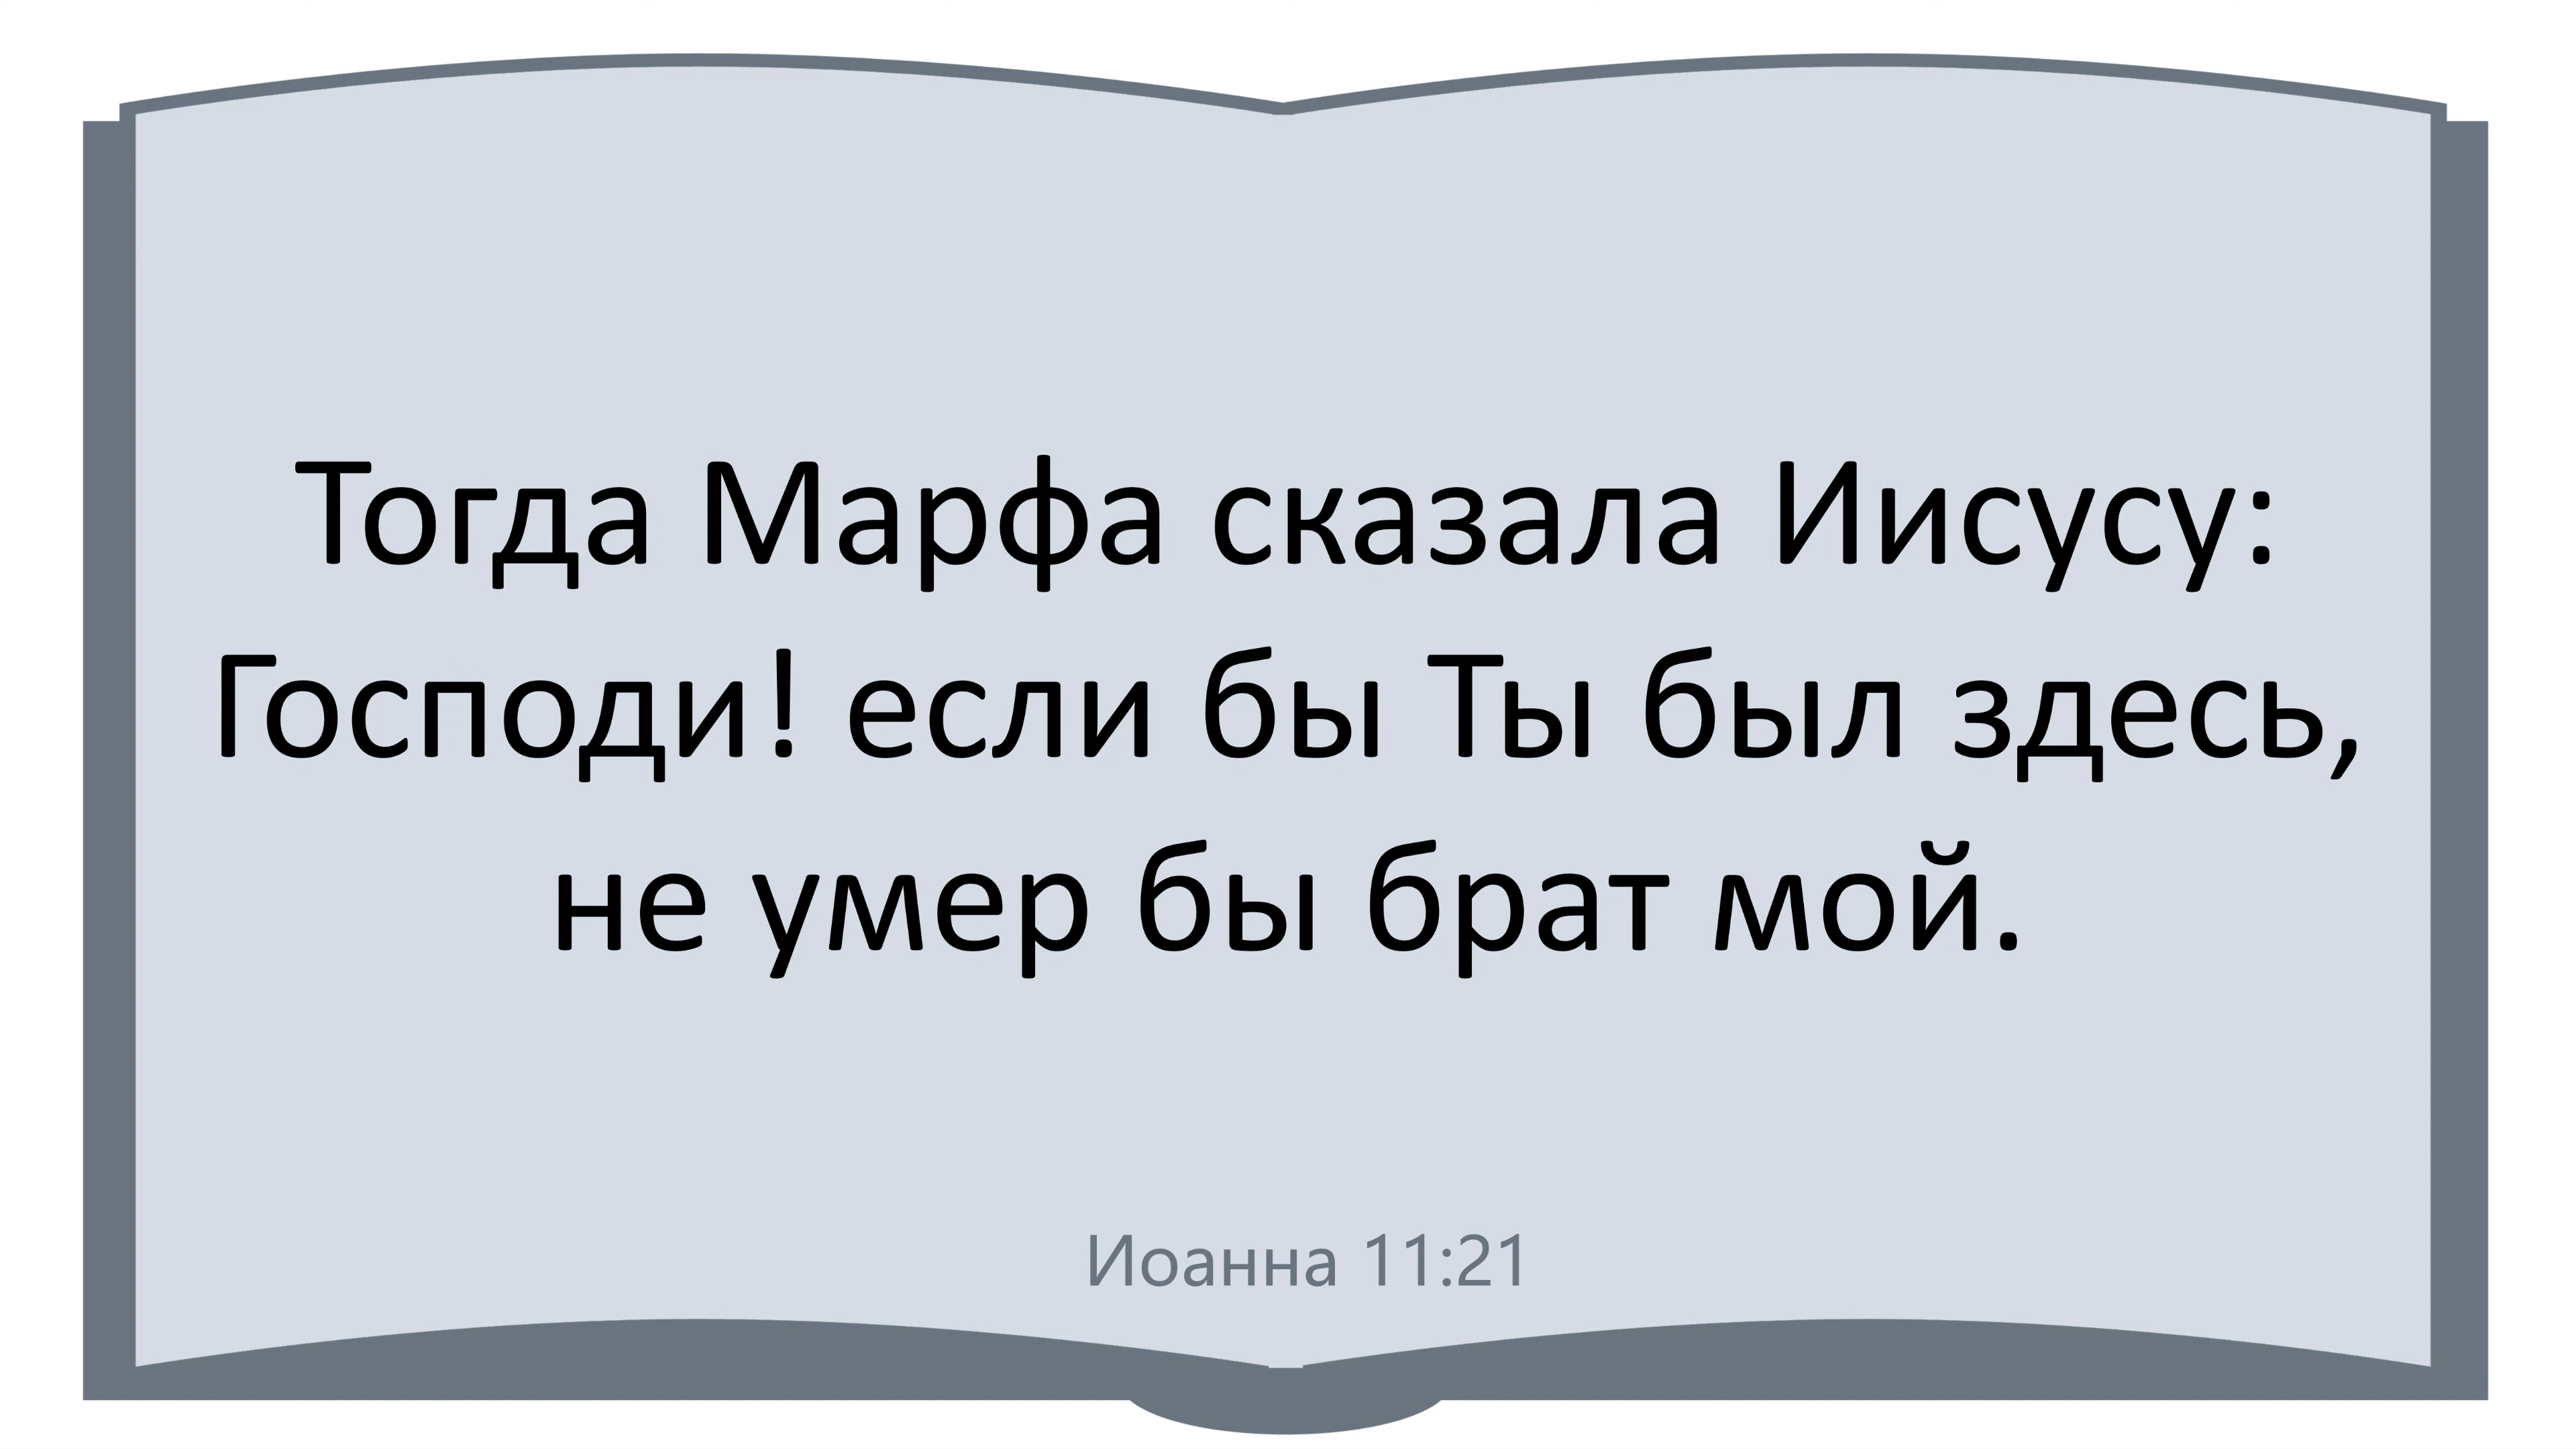 Тогда Марфа сказала Иисусу:
Господи! если бы Ты был здесь,
не умер бы брат мой.
Иоанна 11:21